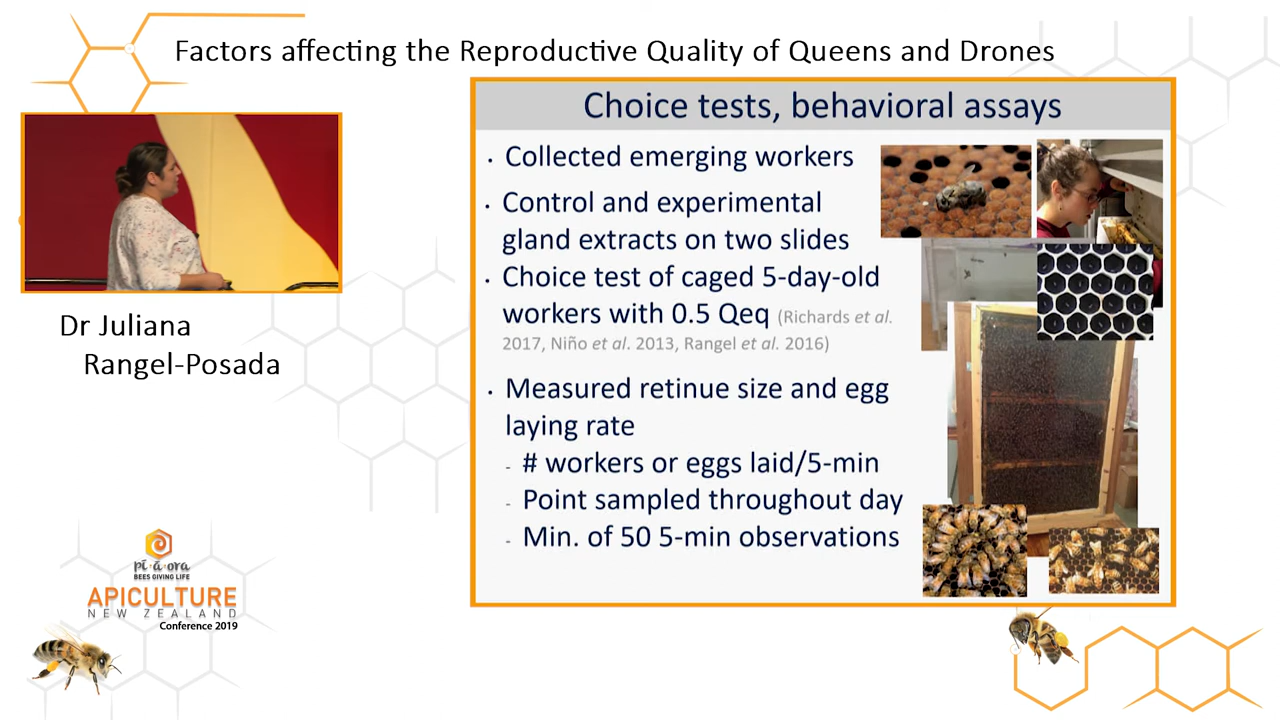 Factors affecting the Reproductive Quality of Queens and Drones
Dr Juliana
Rangel-Posada
pī·ā·ora
BEES GIVING LIFE
APICULTURE
NEW ZEALAND
Conference 2019
Choice tests, behavioral assays
· Collected emerging workers
· Control and experimental
gland extracts on two slides
· Choice test of caged 5-day-old
workers with 0.5 Qeq (Richards et al.
2017, Niño et al. 2013, Rangel et al. 2016)
· Measured retinue size and egg
laying rate
- # workers or eggs laid/5-min
- Point sampled throughout day
- Min. of 50 5-min observations